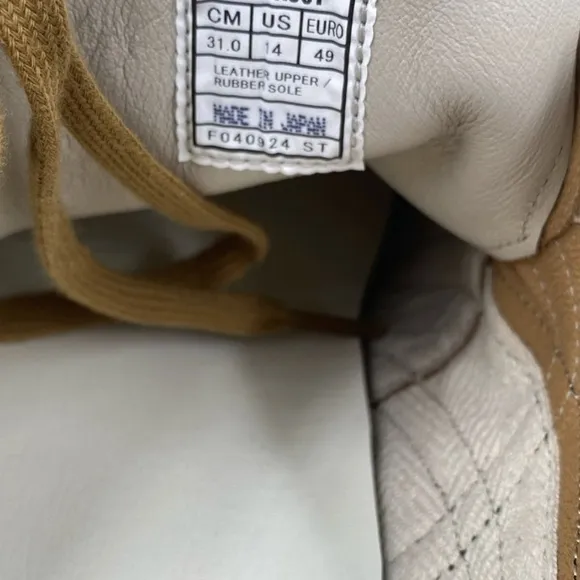 CM US EURO
31.0 14 49
LEATHER UPPER /
RUBBER SOLE
MADE IN JAPAN
F040924 ST